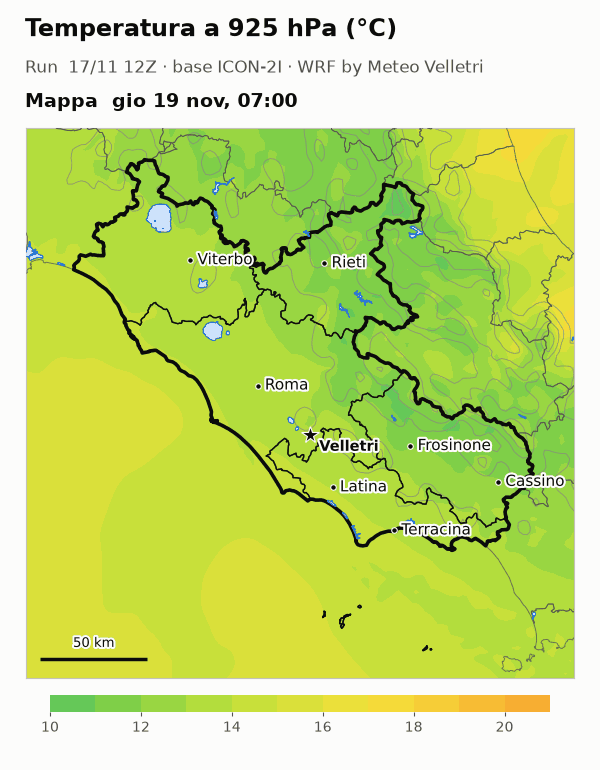 Temperatura a 925 hPa (°C)
Run  17/11 12Z · base ICON-2I · WRF by Meteo Velletri
Mappa  gio 19 nov, 07:00
Viterbo
Rieti
Roma
Velletri
Frosinone
Latina
Cassino
Terracina
50 km
10 12 14 16 18 20